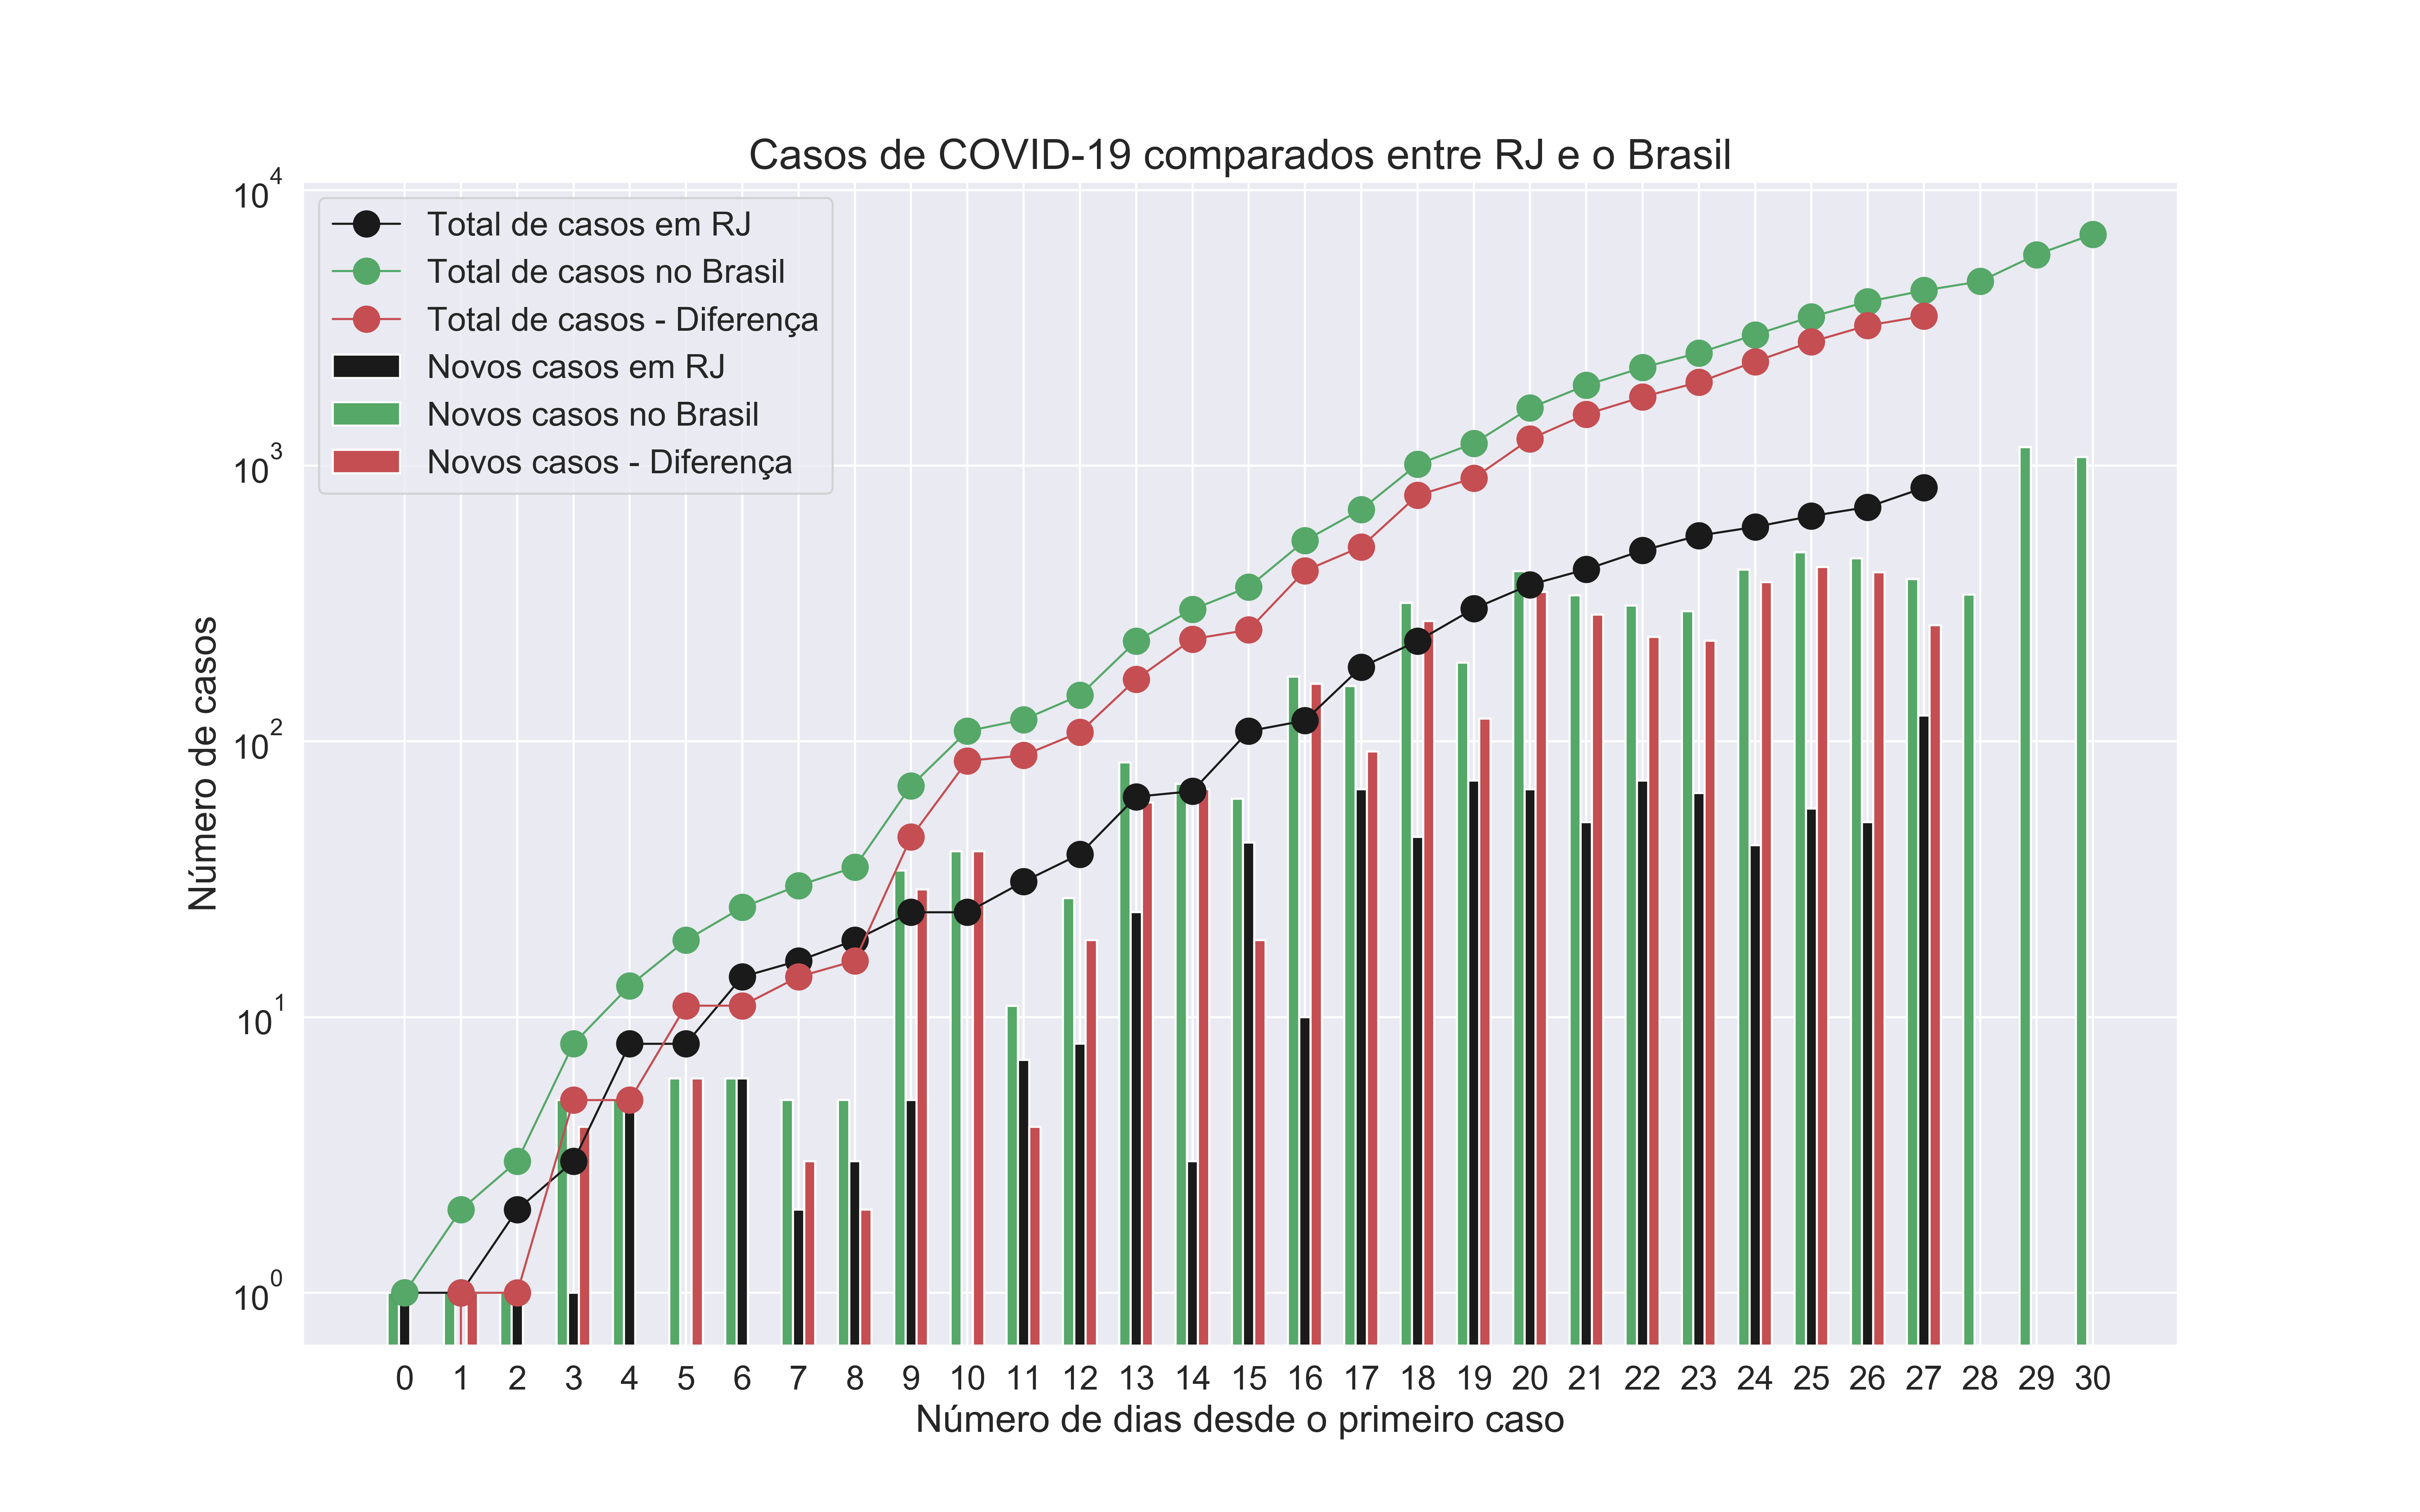 Casos de COVID-19 comparados entre RJ e o Brasil
Total de casos em RJ
Total de casos no Brasil
Total de casos - Diferença
Novos casos em RJ
Novos casos no Brasil
Novos casos - Diferença
Número de casos
10^4
10^3
10^2
10^1
10^0
0 1 2 3 4 5 6 7 8 9 10 11 12 13 14 15 16 17 18 19 20 21 22 23 24 25 26 27 28 29 30
Número de dias desde o primeiro caso